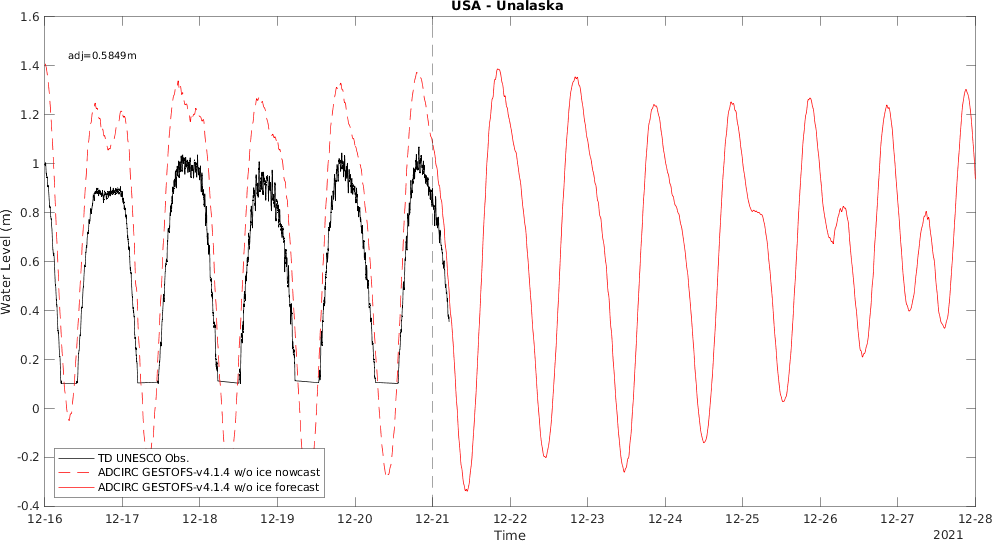 USA - Unalaska
adj=0.5849m
Water Level (m)
1.6
1.4
1.2
1
0.8
0.6
0.4
0.2
0
-0.2
-0.4
TD UNESCO Obs.
ADCIRC GESTOFS-v4.1.4 w/o ice nowcast
ADCIRC GESTOFS-v4.1.4 w/o ice forecast
12-16 12-17 12-18 12-19 12-20 12-21 12-22 12-23 12-24 12-25 12-26 12-27 12-28
Time
2021